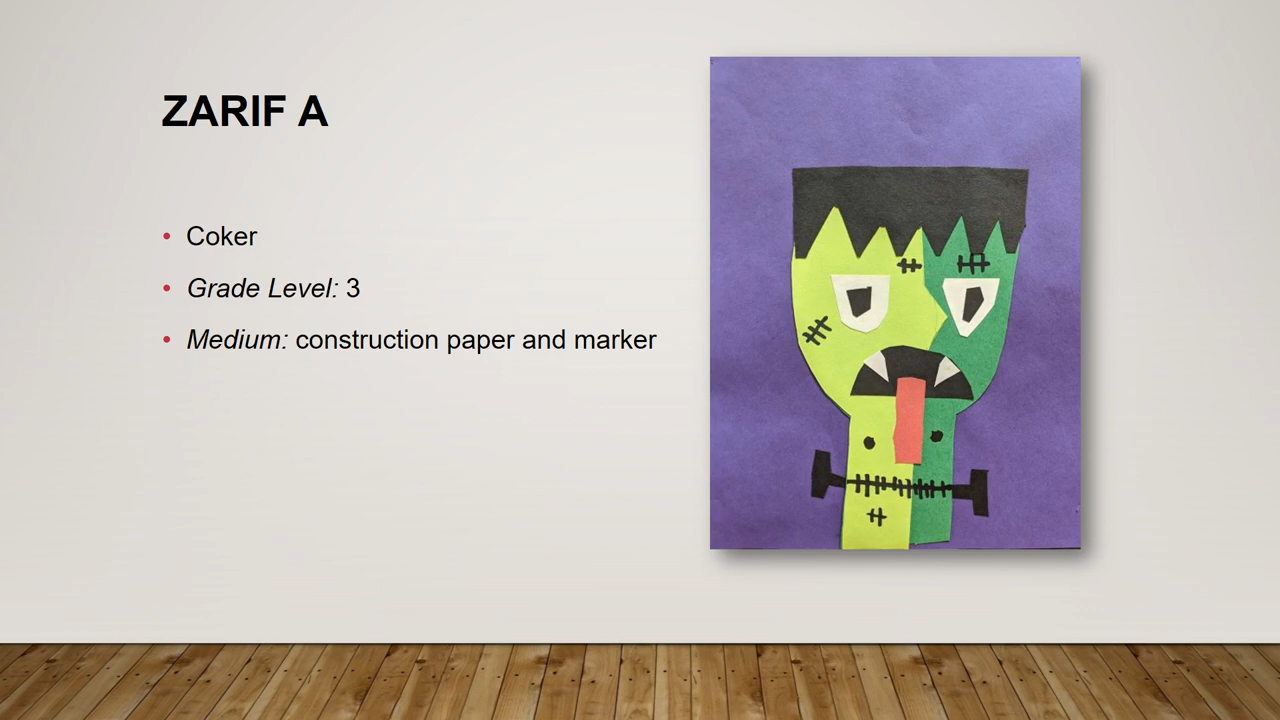 ZARIF A
• Coker
• Grade Level: 3
• Medium: construction paper and marker